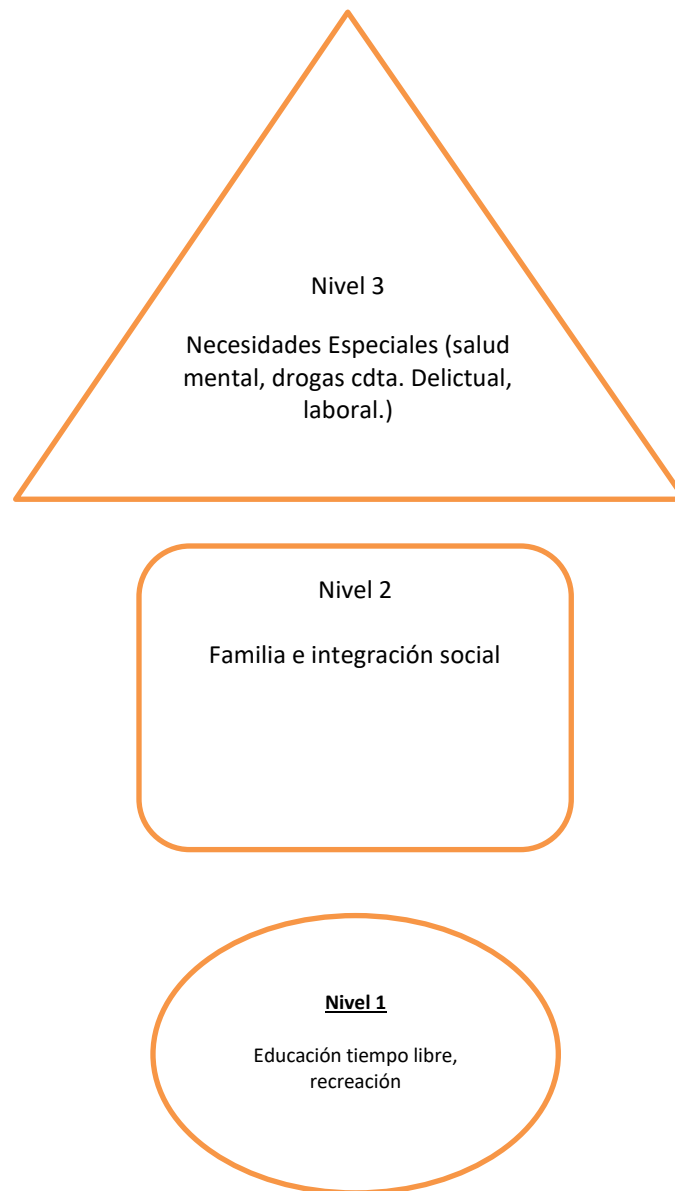 Nivel 3
Necesidades Especiales (salud
mental, drogas cdta. Delictual,
laboral.)
Nivel 2
Familia e integración social
Nivel 1
Educación tiempo libre,
recreación